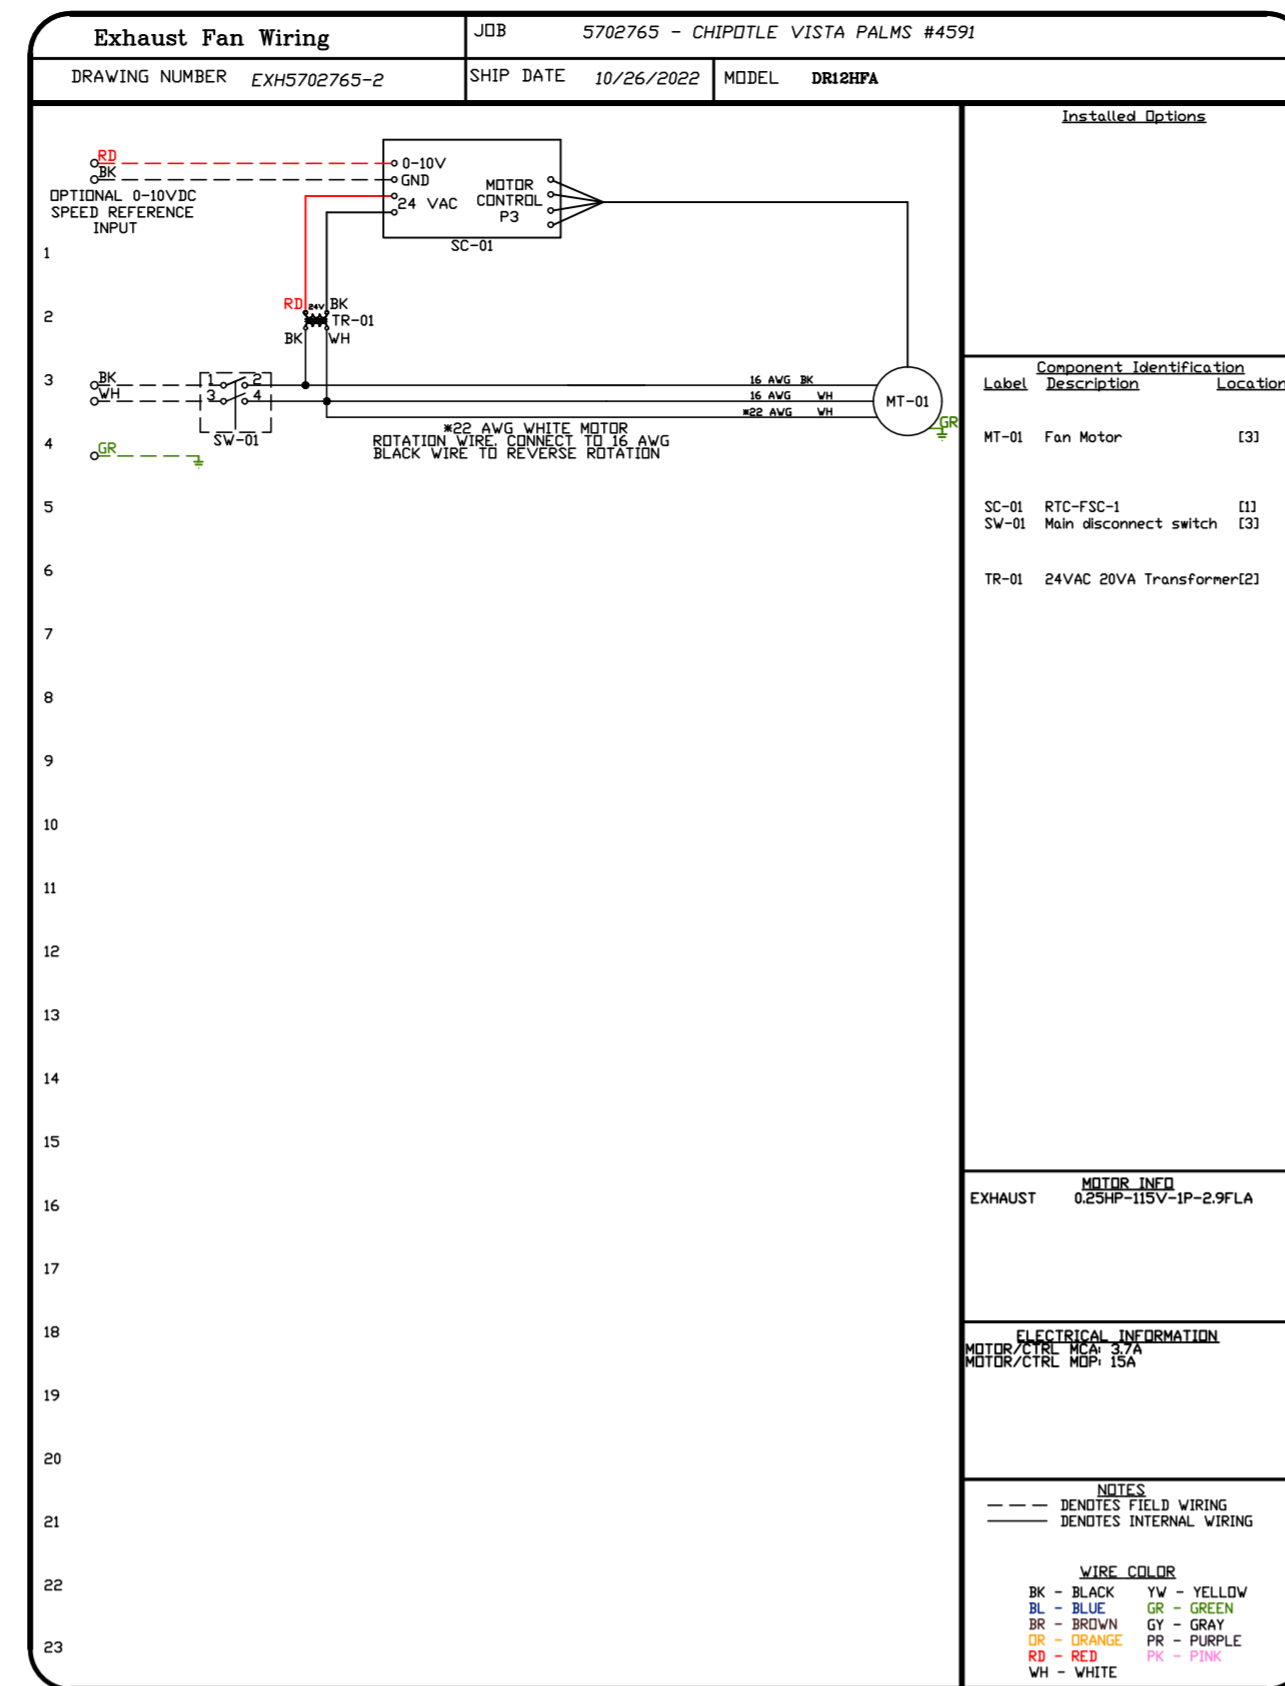 Exhaust Fan Wiring
JOB 5702765 - CHIPOTLE VISTA PALMS #4591
DRAWING NUMBER EXH5702765-2
SHIP DATE 10/26/2022
MODEL DR12HFA
RD
BK
OPTIONAL 0-10VDC
SPEED REFERENCE
INPUT
0-10V
GND
24 VAC
MOTOR
CONTROL
P3
SC-01
RD 24V BK
TR-01
BK WH
BK
WH
1 2
3 4
SW-01
GR
16 AWG BK
16 AWG WH
*22 AWG WH
MT-01
GR
*22 AWG WHITE MOTOR
ROTATION WIRE. CONNECT TO 16 AWG
BLACK WIRE TO REVERSE ROTATION
1
2
3
4
5
6
7
8
9
10
11
12
13
14
15
16
17
18
19
20
21
22
23
Installed Options
Component Identification
Label Description Location
MT-01 Fan Motor [3]
SC-01 RTC-FSC-1 [1]
SW-01 Main disconnect switch [3]
TR-01 24VAC 20VA Transformer[2]
MOTOR INFO
EXHAUST 0.25HP-115V-1P-2.9FLA
ELECTRICAL INFORMATION
MOTOR/CTRL MCA: 3.7A
MOTOR/CTRL MOP: 15A
NOTES
DENOTES FIELD WIRING
DENOTES INTERNAL WIRING
WIRE COLOR
BK - BLACK YW - YELLOW
BL - BLUE GR - GREEN
BR - BROWN GY - GRAY
OR - ORANGE PR - PURPLE
RD - RED PK - PINK
WH - WHITE